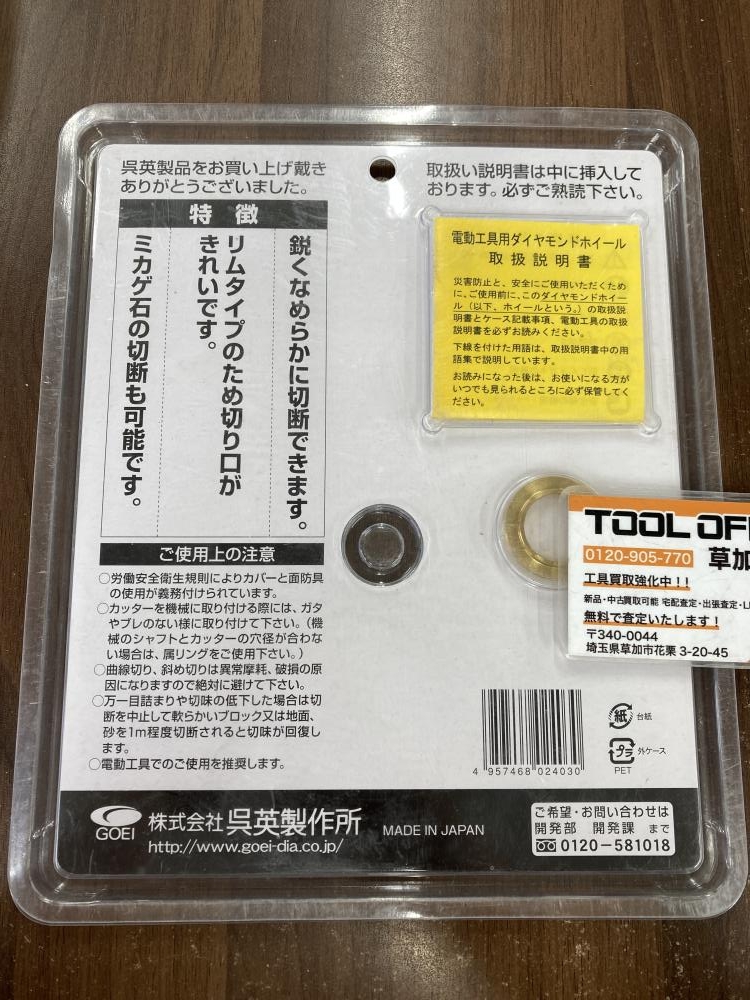 呉英製品をお買い上げ戴き
ありがとうございました。
取扱い説明書は中に挿入して
おります。必ずご熟読下さい。
特徴
鋭くなめらかに切断できます。
リムタイプのため切り口が
きれいです。
ミカゲ石の切断も可能です。
電動工具用ダイヤモンドホイール
取扱説明書
災害防止と、安全にご使用いただくため
に、ご使用前に、このダイヤモンドホイー
ル(以下、ホイールという。)の取扱説
明書とケース記載事項、電動工具の取扱
説明書を必ずお読みください。
下線を付けた用語は、取扱説明書中の用
語集で説明しています。
お読みになった後は、お使いになる方が
いつでも見られるところに必ず保管してく
ださい。
ご使用上の注意
○労働安全衛生規則によりカバーと面防具
の使用が義務付けられています。
○カッターを機械に取り付ける際には、ガタ
やブレのない様に取付て下さい。(機
械のシャフトとカッターの穴径が合わな
い場合は、属リングをご使用下さい。)
○曲線切り、斜め切りは異常摩耗、破損の原
因になりますので絶対に避けて下さい。
○万一目詰まりや切味の低下した場合は切
断を中止して軟らかいブロック又は地面、
砂を1m程度切断されると切味が回復し
ます。
○電動工具でのご使用を推奨します。
TOOL OF
0120-905-770 草加
工具買取強化中!!
新品・中古買取可能 宅配査定・出張査定・L
無料で査定いたします!
〒340-0044
埼玉県草加市花栗 3-20-45
4 957468 024030
紙 台紙
プラ 外ケース
PET
GOEI 株式会社 呉英製作所 MADE IN JAPAN
http://www.goei-dia.co.jp/
ご希望・お問い合わせは
開発部 開発課 まで
0120-581018